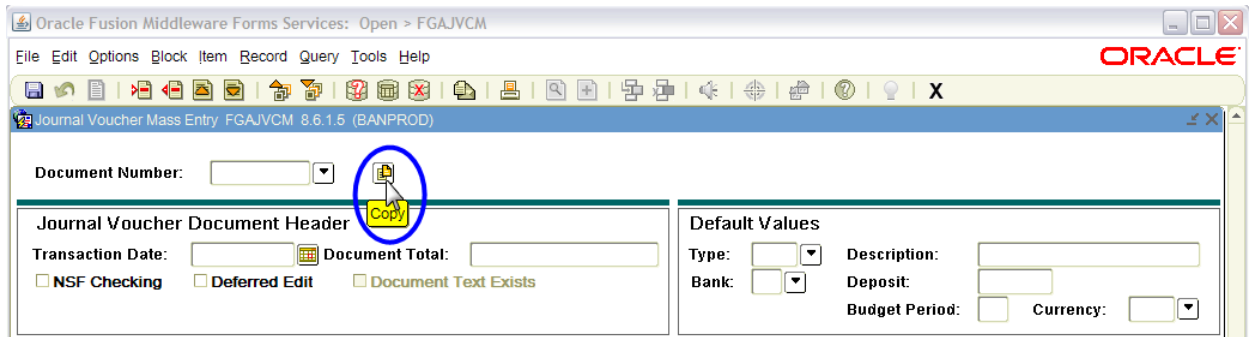 Oracle Fusion Middleware Forms Services: Open > FGAJVCM
File Edit Options Block Item Record Query Tools Help
ORACLE
X
Journal Voucher Mass Entry FGAJVCM 8.6.1.5 (BANPROD)
Document Number:
Copy
Journal Voucher Document Header
Transaction Date: Document Total:
NSF Checking Deferred Edit Document Text Exists
Default Values
Type: Description:
Bank: Deposit:
Budget Period: Currency: